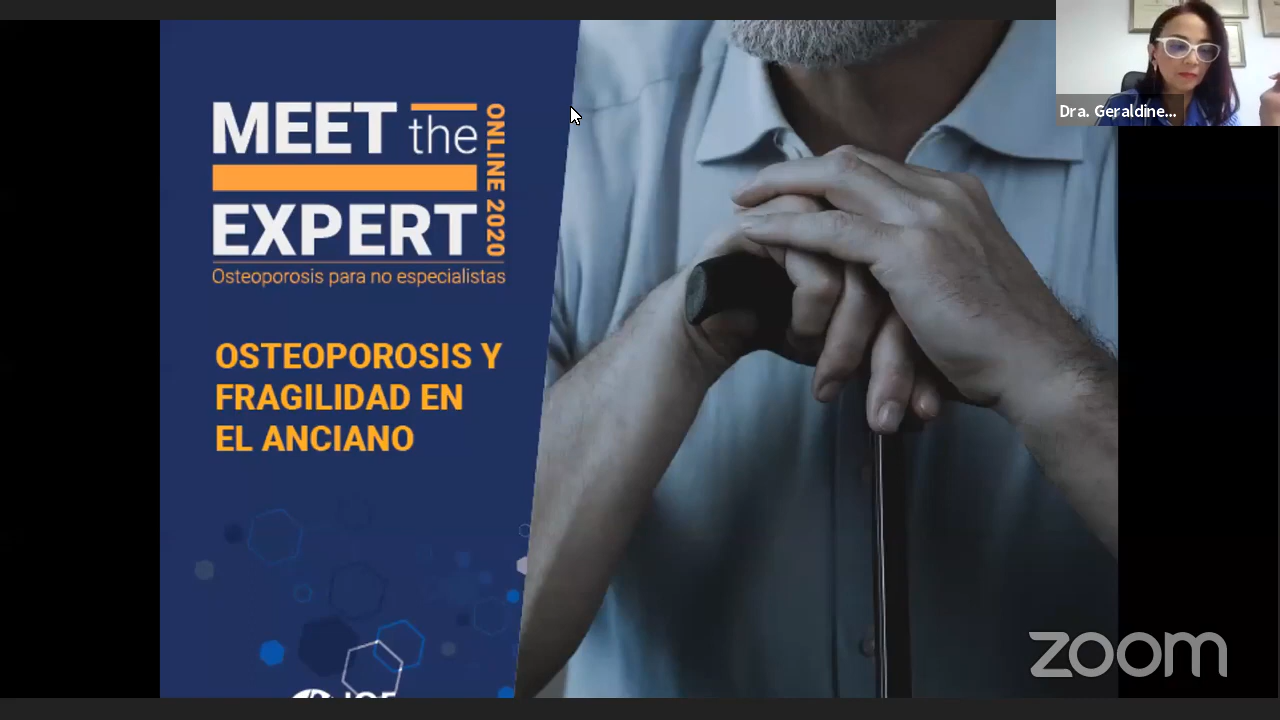 MEET the
EXPERT
ONLINE 2020
Osteoporosis para no especialistas
OSTEOPOROSIS Y
FRAGILIDAD EN
EL ANCIANO
Dra. Geraldine...
zoom